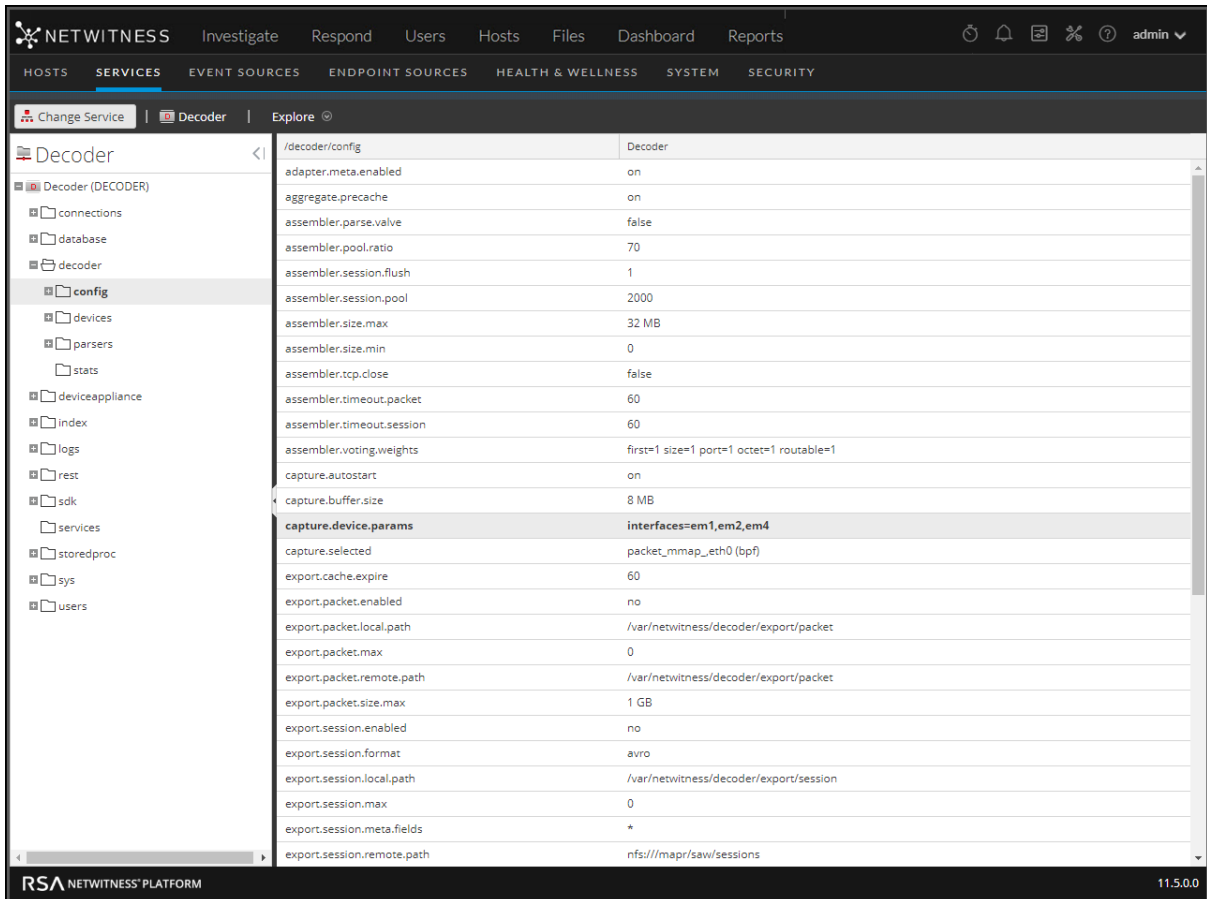 NETWITNESS Investigate Respond Users Hosts Files Dashboard Reports admin
HOSTS SERVICES EVENT SOURCES ENDPOINT SOURCES HEALTH & WELLNESS SYSTEM SECURITY
Change Service | D Decoder | Explore
Decoder
D Decoder (DECODER)
connections
database
decoder
config
devices
parsers
stats
deviceappliance
index
logs
rest
sdk
services
storedproc
sys
users
/decoder/config Decoder
adapter.meta.enabled on
aggregate.precache on
assembler.parse.valve false
assembler.pool.ratio 70
assembler.session.flush 1
assembler.session.pool 2000
assembler.size.max 32 MB
assembler.size.min 0
assembler.tcp.close false
assembler.timeout.packet 60
assembler.timeout.session 60
assembler.voting.weights first=1 size=1 port=1 octet=1 routable=1
capture.autostart on
capture.buffer.size 8 MB
capture.device.params interfaces=em1,em2,em4
capture.selected packet_mmap_,eth0 (bpf)
export.cache.expire 60
export.packet.enabled no
export.packet.local.path /var/netwitness/decoder/export/packet
export.packet.max 0
export.packet.remote.path /var/netwitness/decoder/export/packet
export.packet.size.max 1 GB
export.session.enabled no
export.session.format avro
export.session.local.path /var/netwitness/decoder/export/session
export.session.max 0
export.session.meta.fields *
export.session.remote.path nfs:///mapr/saw/sessions
RSA NETWITNESS® PLATFORM 11.5.0.0